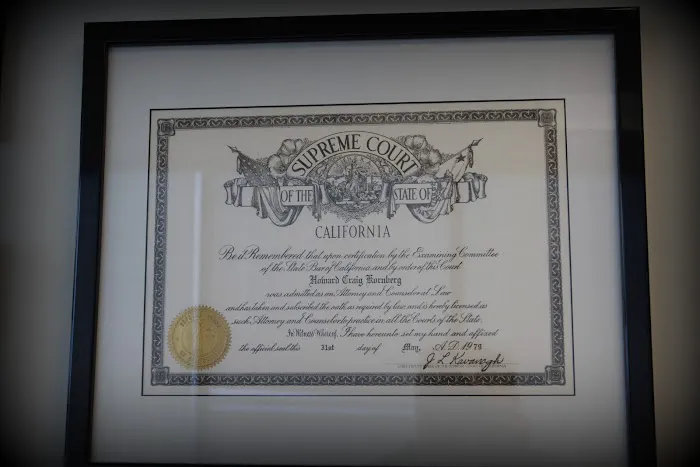 SUPREME COURT
OF THE STATE OF
CALIFORNIA
Be it Remembered that upon certification by the Examining Committee
of the State Bar of California and by order of this Court
Howard Craig Kornberg
was admitted as an Attorney and Counselor at Law
and has taken and subscribed the oath as required by law and is hereby licensed as
such Attorney and Counselor to practice in all the Courts of the State.
In Witness Whereof, I have hereunto set my hand and affixed
the official seal this 31st day of May, A.D. 1973
J. L. Kavanagh